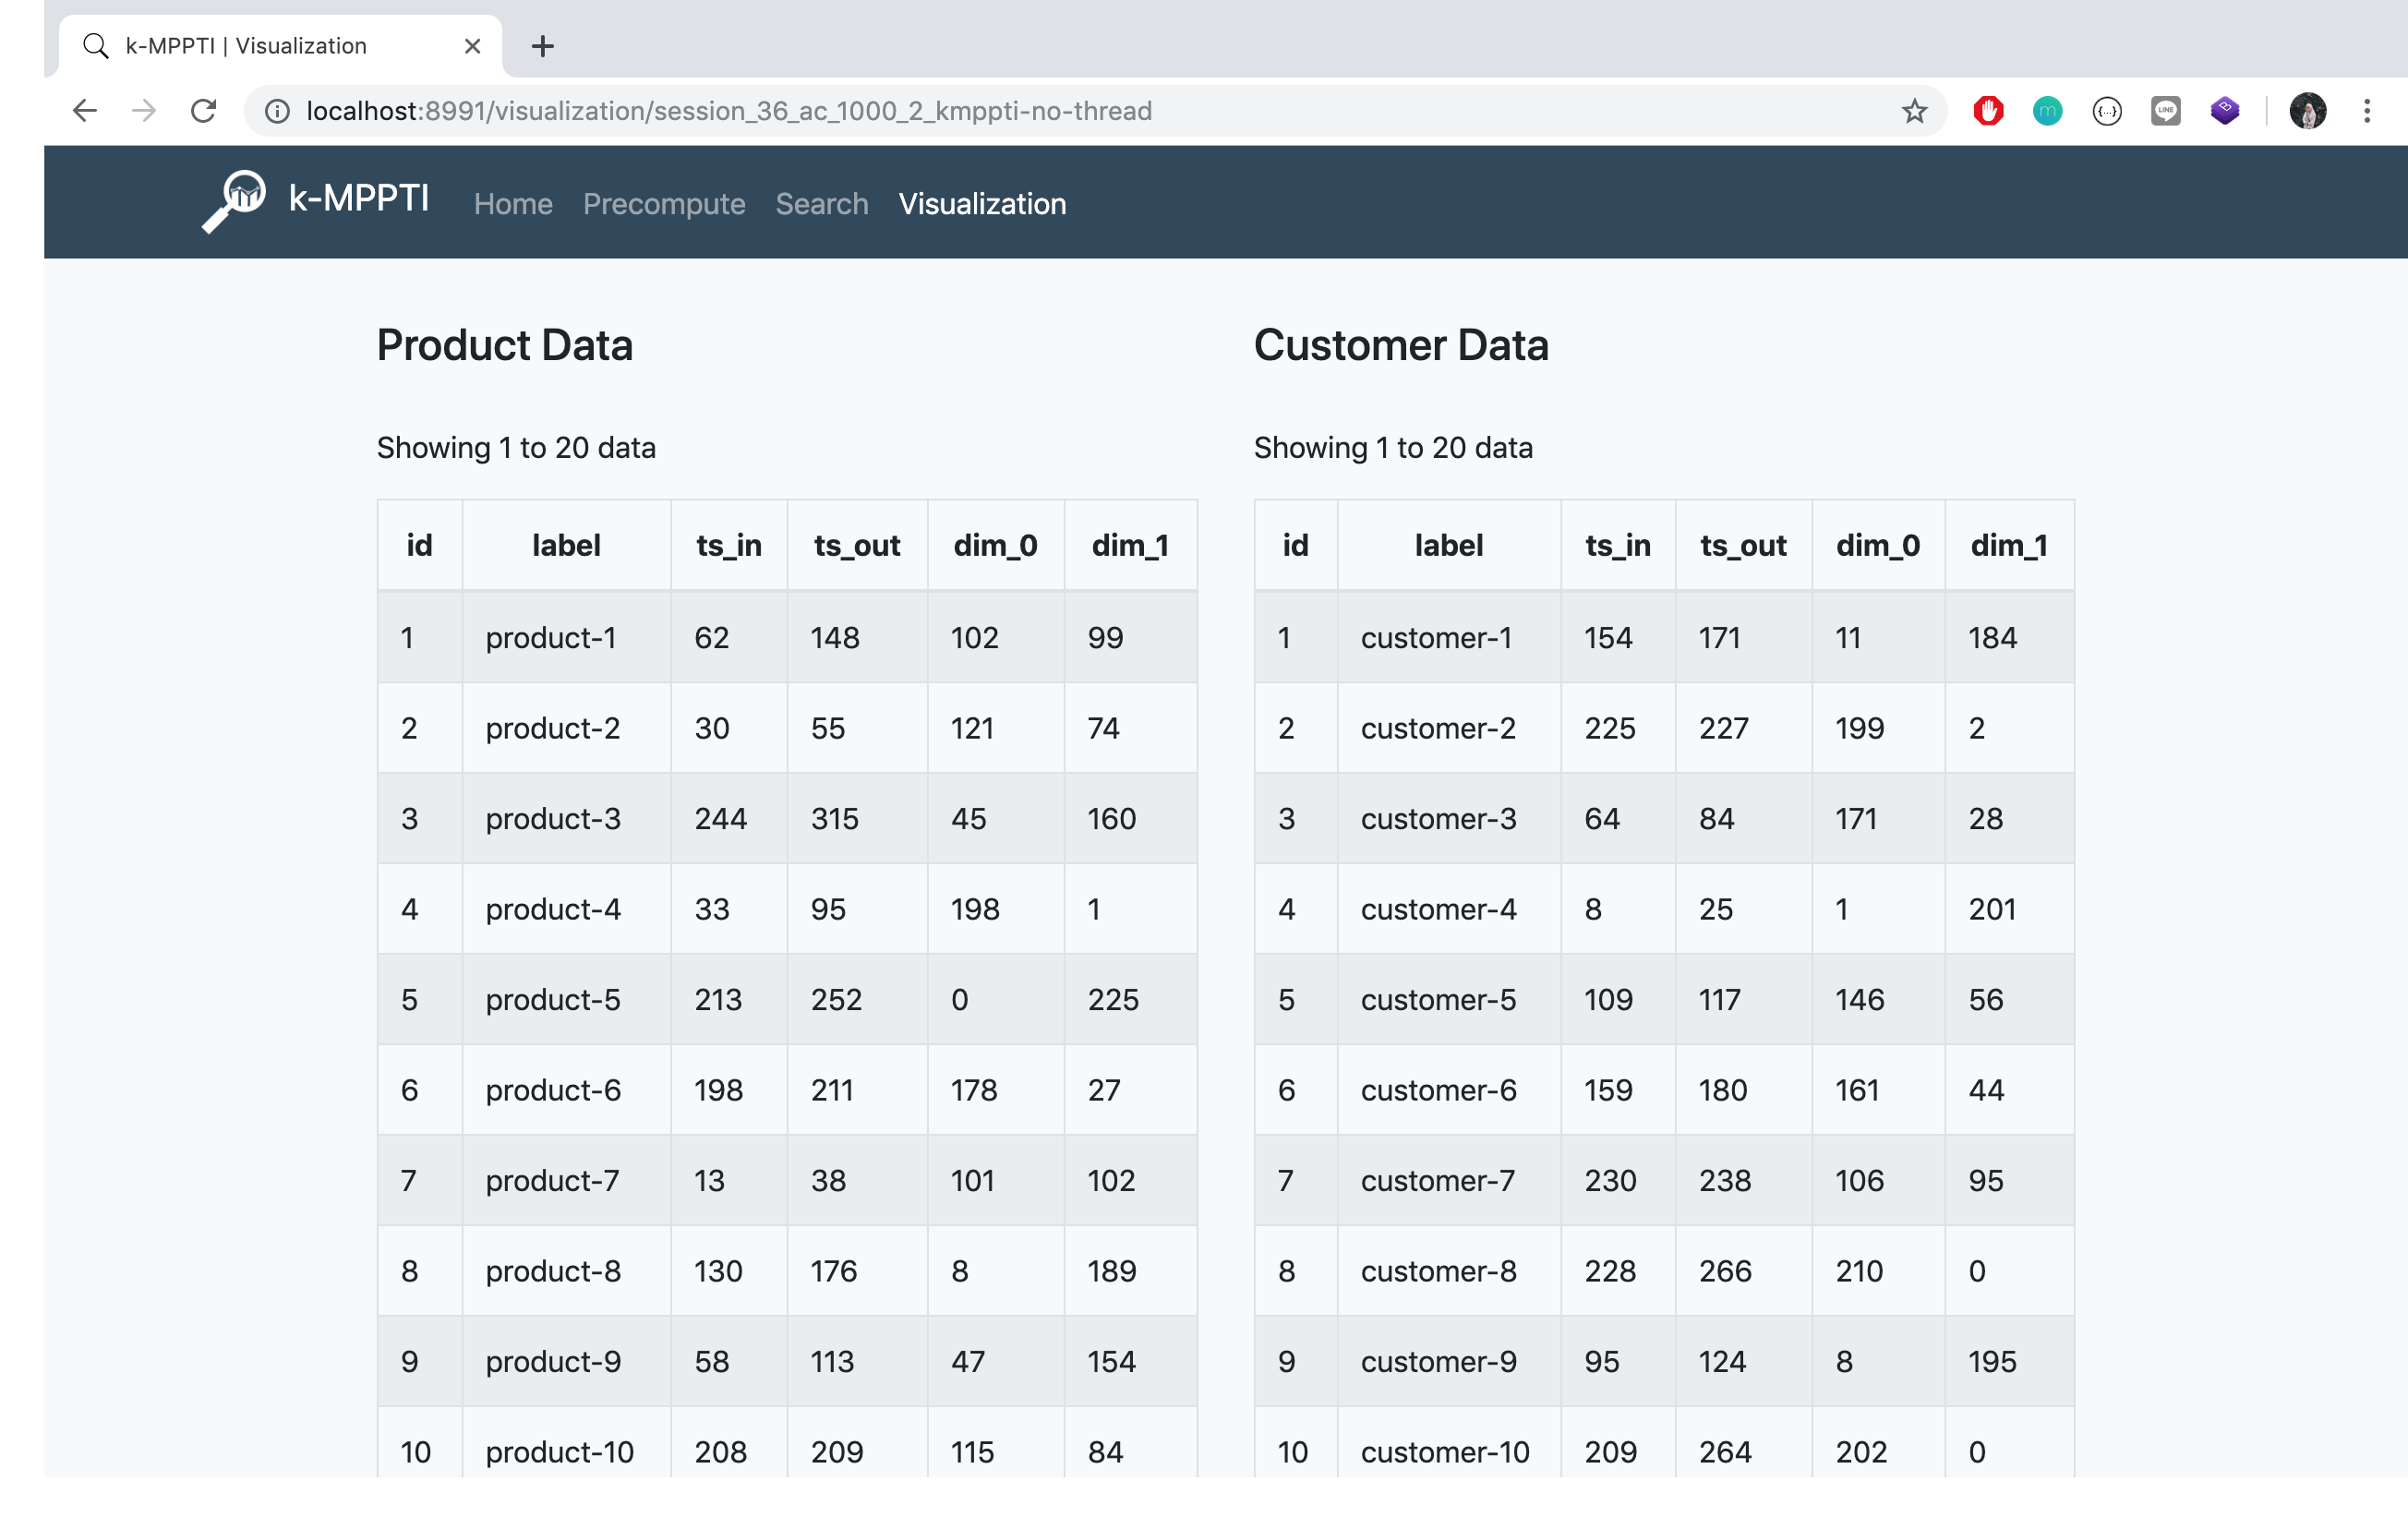 k-MPPTI | Visualization
localhost:8991/visualization/session_36_ac_1000_2_kmppti-no-thread
k-MPPTI Home Precompute Search Visualization
Product Data
Showing 1 to 20 data
id label ts_in ts_out dim_0 dim_1
1 product-1 62 148 102 99
2 product-2 30 55 121 74
3 product-3 244 315 45 160
4 product-4 33 95 198 1
5 product-5 213 252 0 225
6 product-6 198 211 178 27
7 product-7 13 38 101 102
8 product-8 130 176 8 189
9 product-9 58 113 47 154
10 product-10 208 209 115 84
Customer Data
Showing 1 to 20 data
id label ts_in ts_out dim_0 dim_1
1 customer-1 154 171 11 184
2 customer-2 225 227 199 2
3 customer-3 64 84 171 28
4 customer-4 8 25 1 201
5 customer-5 109 117 146 56
6 customer-6 159 180 161 44
7 customer-7 230 238 106 95
8 customer-8 228 266 210 0
9 customer-9 95 124 8 195
10 customer-10 209 264 202 0